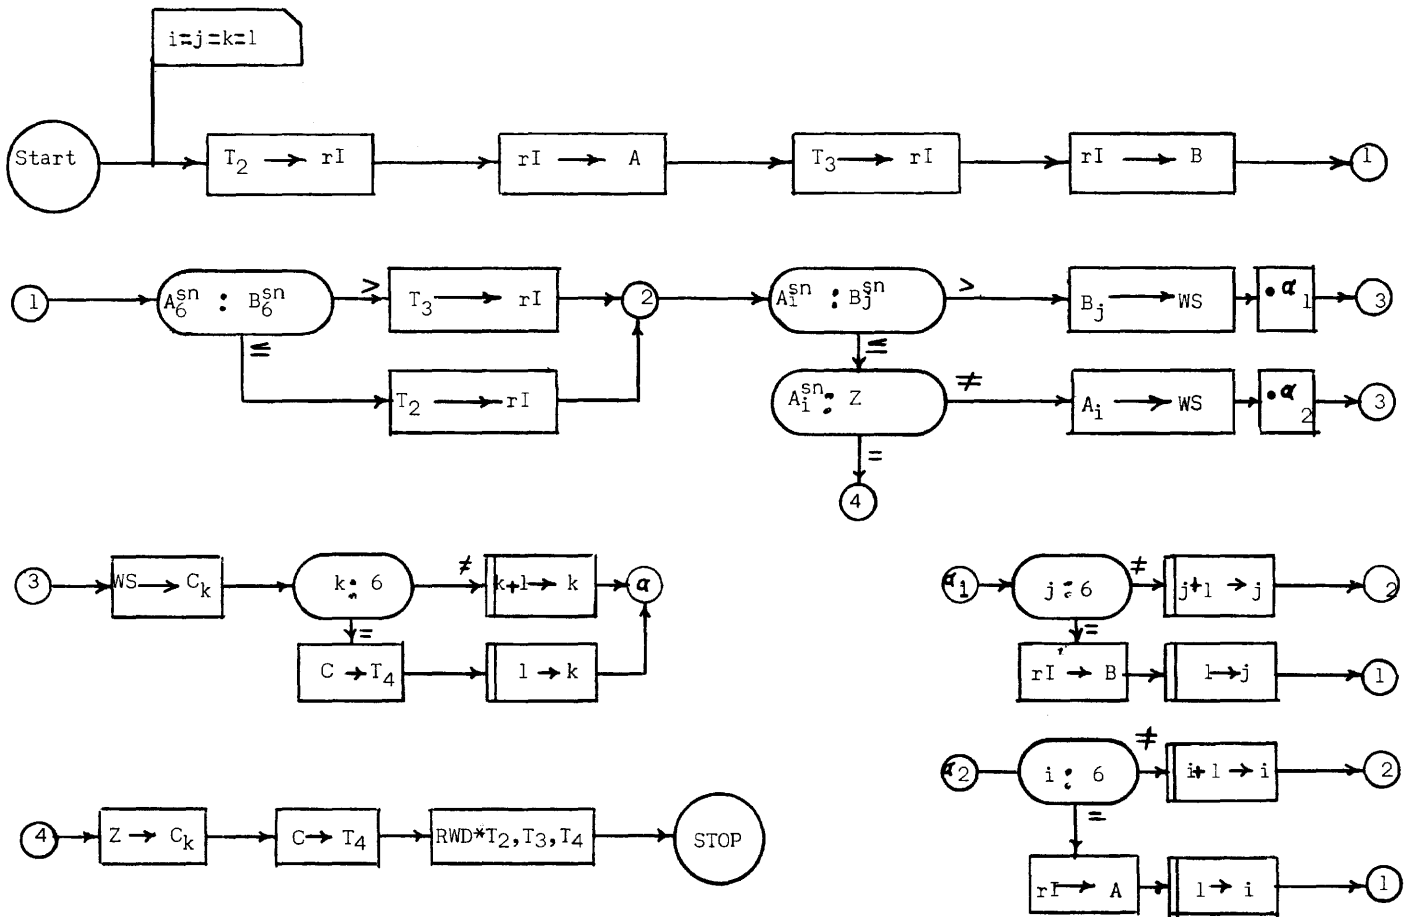 i=j=k=1
Start
T₂ → rI
rI → A
T₃ → rI
rI → B
1
1
A₆ˢⁿ : B₆ˢⁿ
>
T₃ → rI
2
Aᵢˢⁿ : Bⱼˢⁿ
>
Bⱼ → WS
•α₁
3
≤
T₂ → rI
≤
Aᵢˢⁿ : Z
≠
Aᵢ → WS
•α₂
3
=
4
3
WS → Cₖ
k : 6
≠
k+1 → k
α
=
C → T₄
1 → k
α1
j : 6
≠
j+1 → j
2
=
rI → B
1→j
1
α2
i : 6
≠
i+1 → i
2
=
rI → A
1 → i
1
4
Z → Cₖ
C → T₄
RWD*T₂,T₃,T₄
STOP